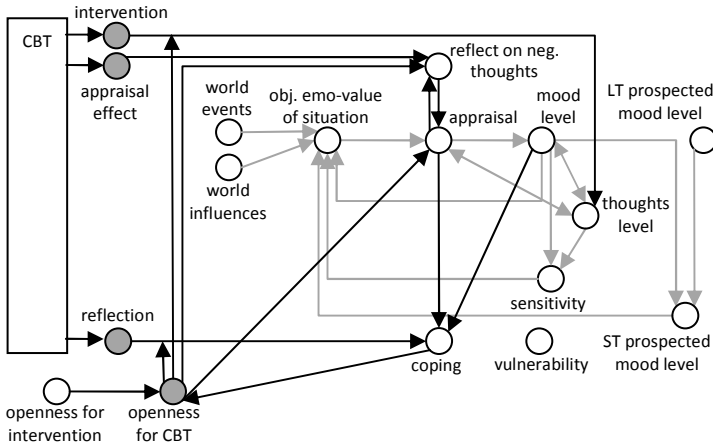 intervention
CBT
appraisal
effect
reflect on neg.
thoughts
world
events
obj. emo-value
of situation
appraisal
mood
level
LT prospected
mood level
world
influences
thoughts
level
sensitivity
reflection
coping
vulnerability
ST prospected
mood level
openness for
intervention
openness
for CBT